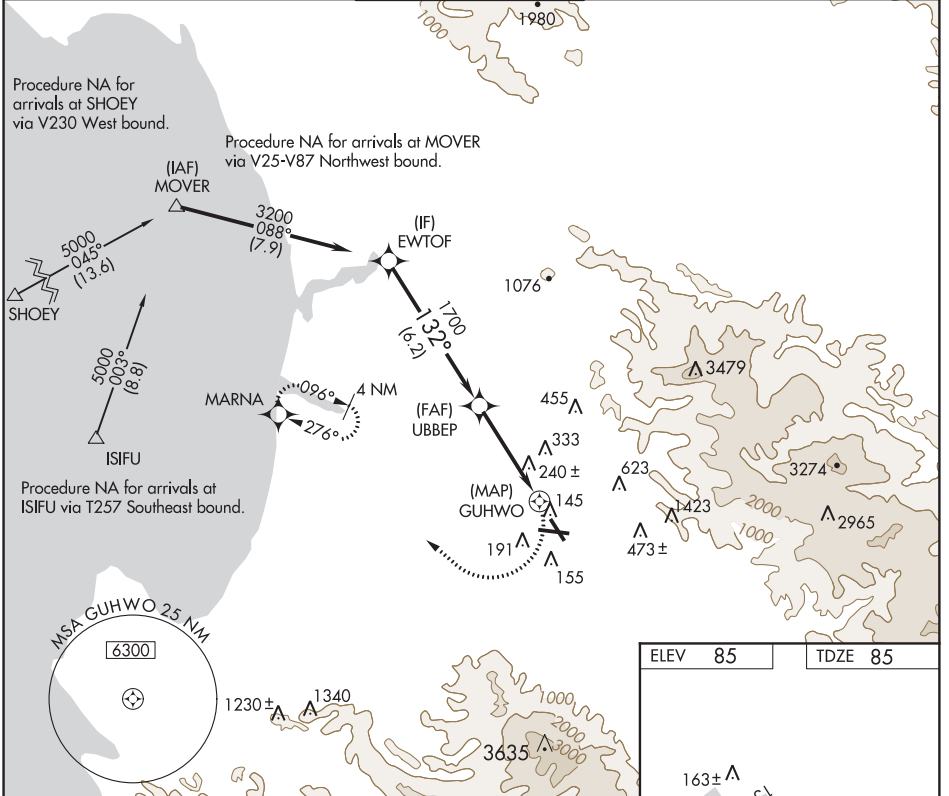 1980
Procedure NA for
arrivals at SHOEY
via V230 West bound.
Procedure NA for arrivals at MOVER
via V25-V87 Northwest bound.
(IAF)
MOVER
3200
088°
(7.9)
(IF)
EWTOF
5000
045°
(13.6)
SHOEY
1076
1700
132°
(6.2)
5000
003°
(8.8)
3479
MARNA
096°
4 NM
276°
(FAF)
UBBEP
455
ISIFU
333
240 ±
623
3274
Procedure NA for arrivals at
ISIFU via T257 Southeast bound.
(MAP)
GUHWO
145
1423
2000
1000
2965
191
473 ±
155
MSA GUHWO 25 NM
6300
ELEV 85
TDZE 85
1230 ±
1340
1000
2000
3000
3635
163 ±